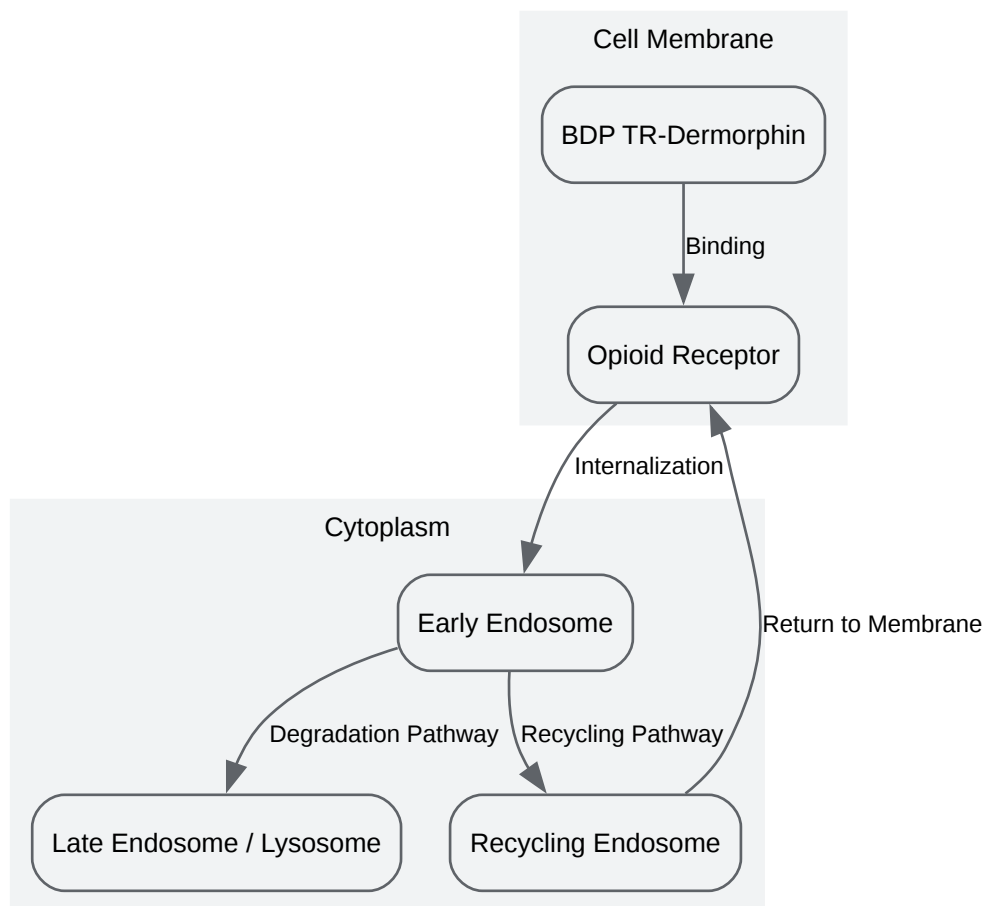 Cell Membrane
BDP TR-Dermorphin
Binding
Opioid Receptor
Internalization
Cytoplasm
Early Endosome
Return to Membrane
Degradation Pathway
Recycling Pathway
Late Endosome / Lysosome
Recycling Endosome